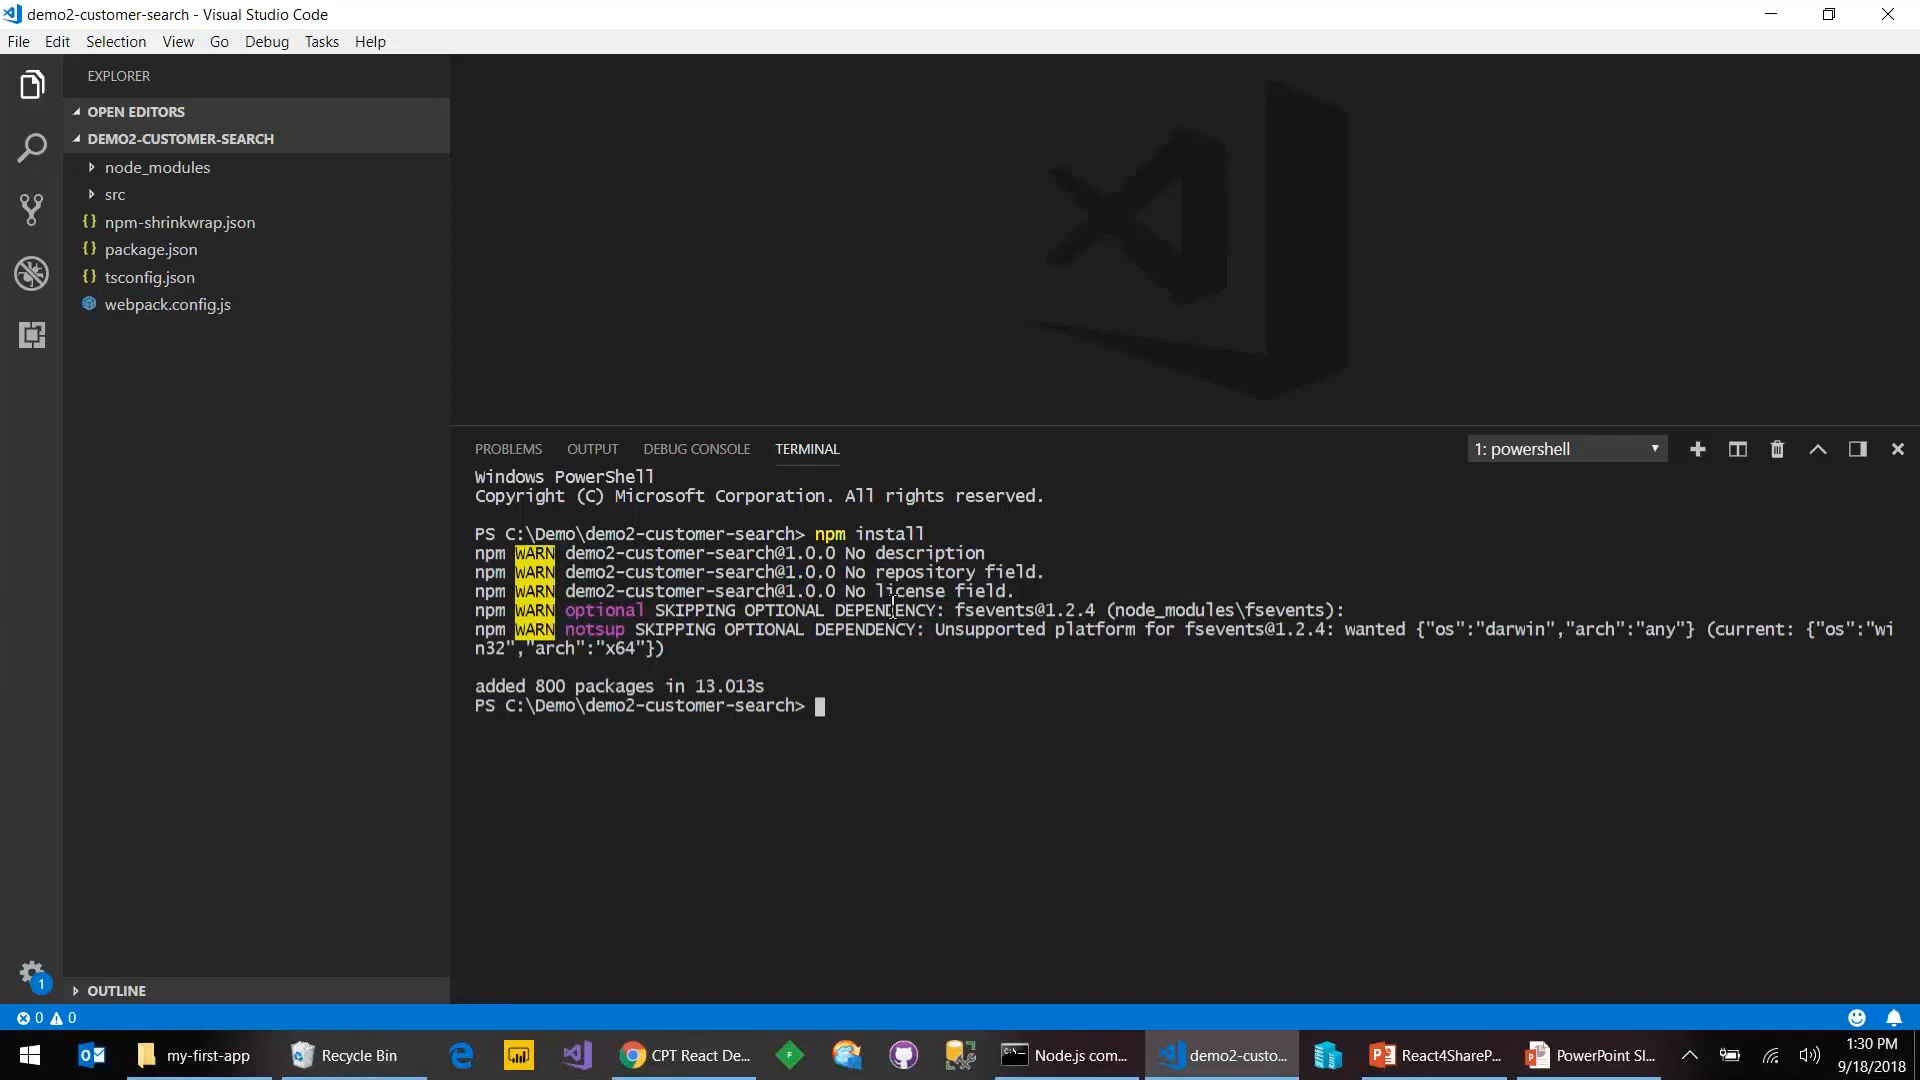 demo2-customer-search - Visual Studio Code
File Edit Selection View Go Debug Tasks Help
EXPLORER
OPEN EDITORS
DEMO2-CUSTOMER-SEARCH
node_modules
src
{} npm-shrinkwrap.json
{} package.json
{} tsconfig.json
webpack.config.js
OUTLINE
PROBLEMS OUTPUT DEBUG CONSOLE TERMINAL 1: powershell
Windows PowerShell
Copyright (C) Microsoft Corporation. All rights reserved.
PS C:\Demo\demo2-customer-search> npm install
npm WARN demo2-customer-search@1.0.0 No description
npm WARN demo2-customer-search@1.0.0 No repository field.
npm WARN demo2-customer-search@1.0.0 No license field.
npm WARN optional SKIPPING OPTIONAL DEPENDENCY: fsevents@1.2.4 (node_modules\fsevents):
npm WARN notsup SKIPPING OPTIONAL DEPENDENCY: Unsupported platform for fsevents@1.2.4: wanted {"os":"darwin","arch":"any"} (current: {"os":"wi
n32","arch":"x64"})
added 800 packages in 13.013s
PS C:\Demo\demo2-customer-search>
1
0 0
my-first-app Recycle Bin CPT React De... F Node.js com... demo2-custo... React4ShareP... PowerPoint Sl... 1:30 PM
9/18/2018